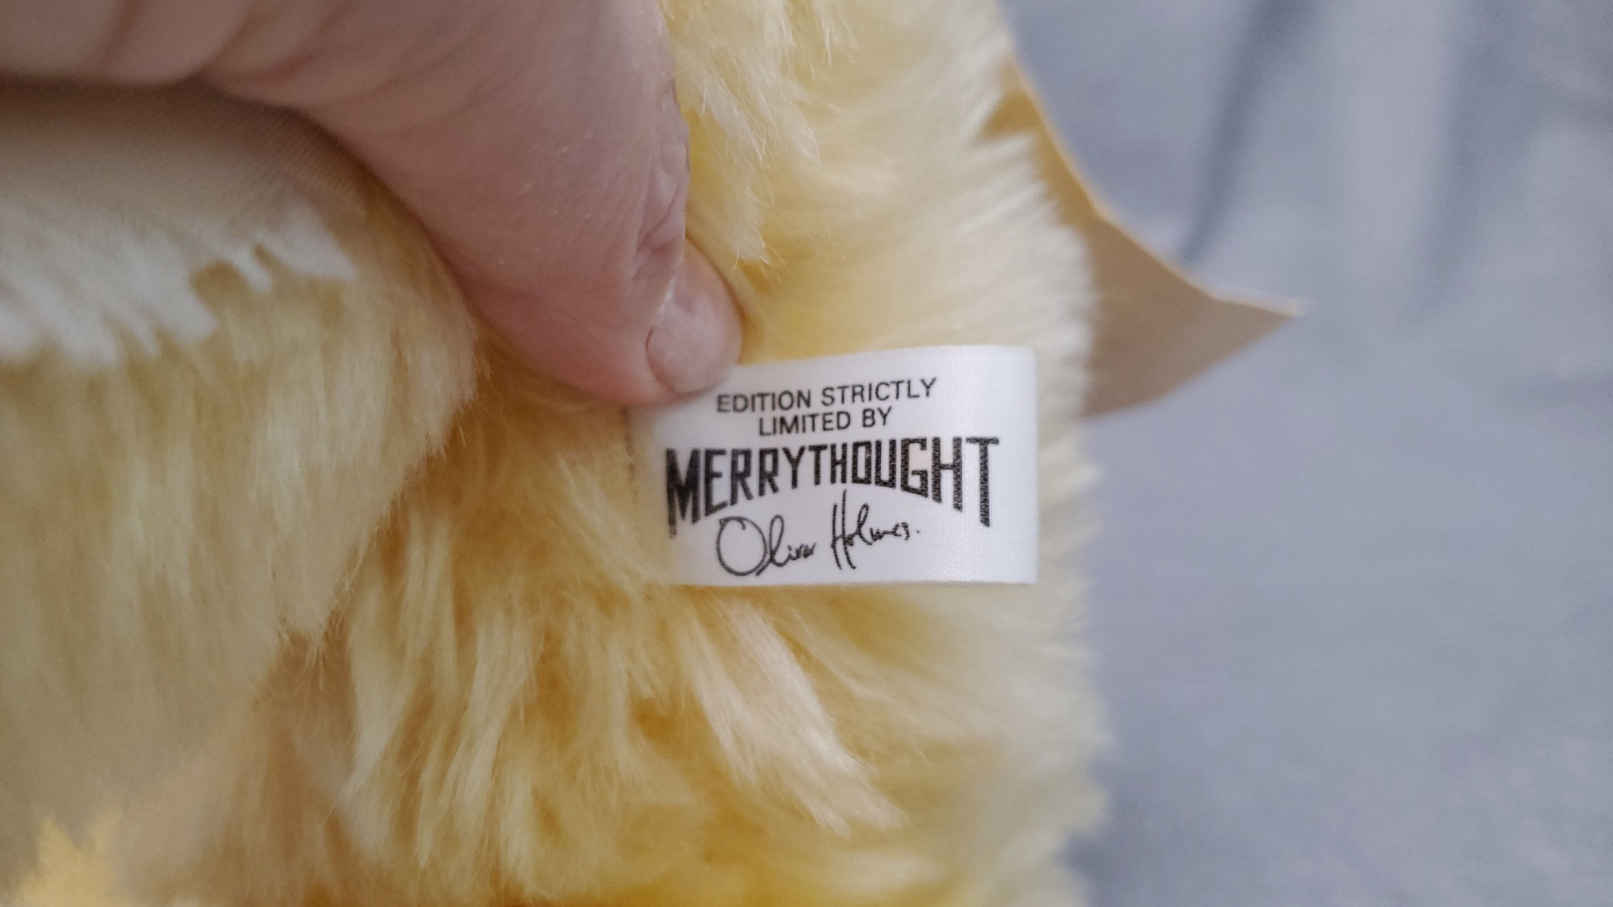 EDITION STRICTLY
LIMITED BY
MERRYTHOUGHT
Oliver Holmes.